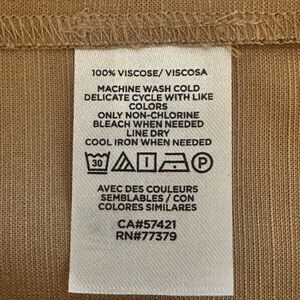 100% VISCOSE/ VISCOSA
MACHINE WASH COLD
DELICATE CYCLE WITH LIKE
COLORS
ONLY NON-CHLORINE
BLEACH WHEN NEEDED
LINE DRY
COOL IRON WHEN NEEDED
30 P
AVEC DES COULEURS
SEMBLABLES / CON
COLORES SIMILARES
CA#57421
RN#77379